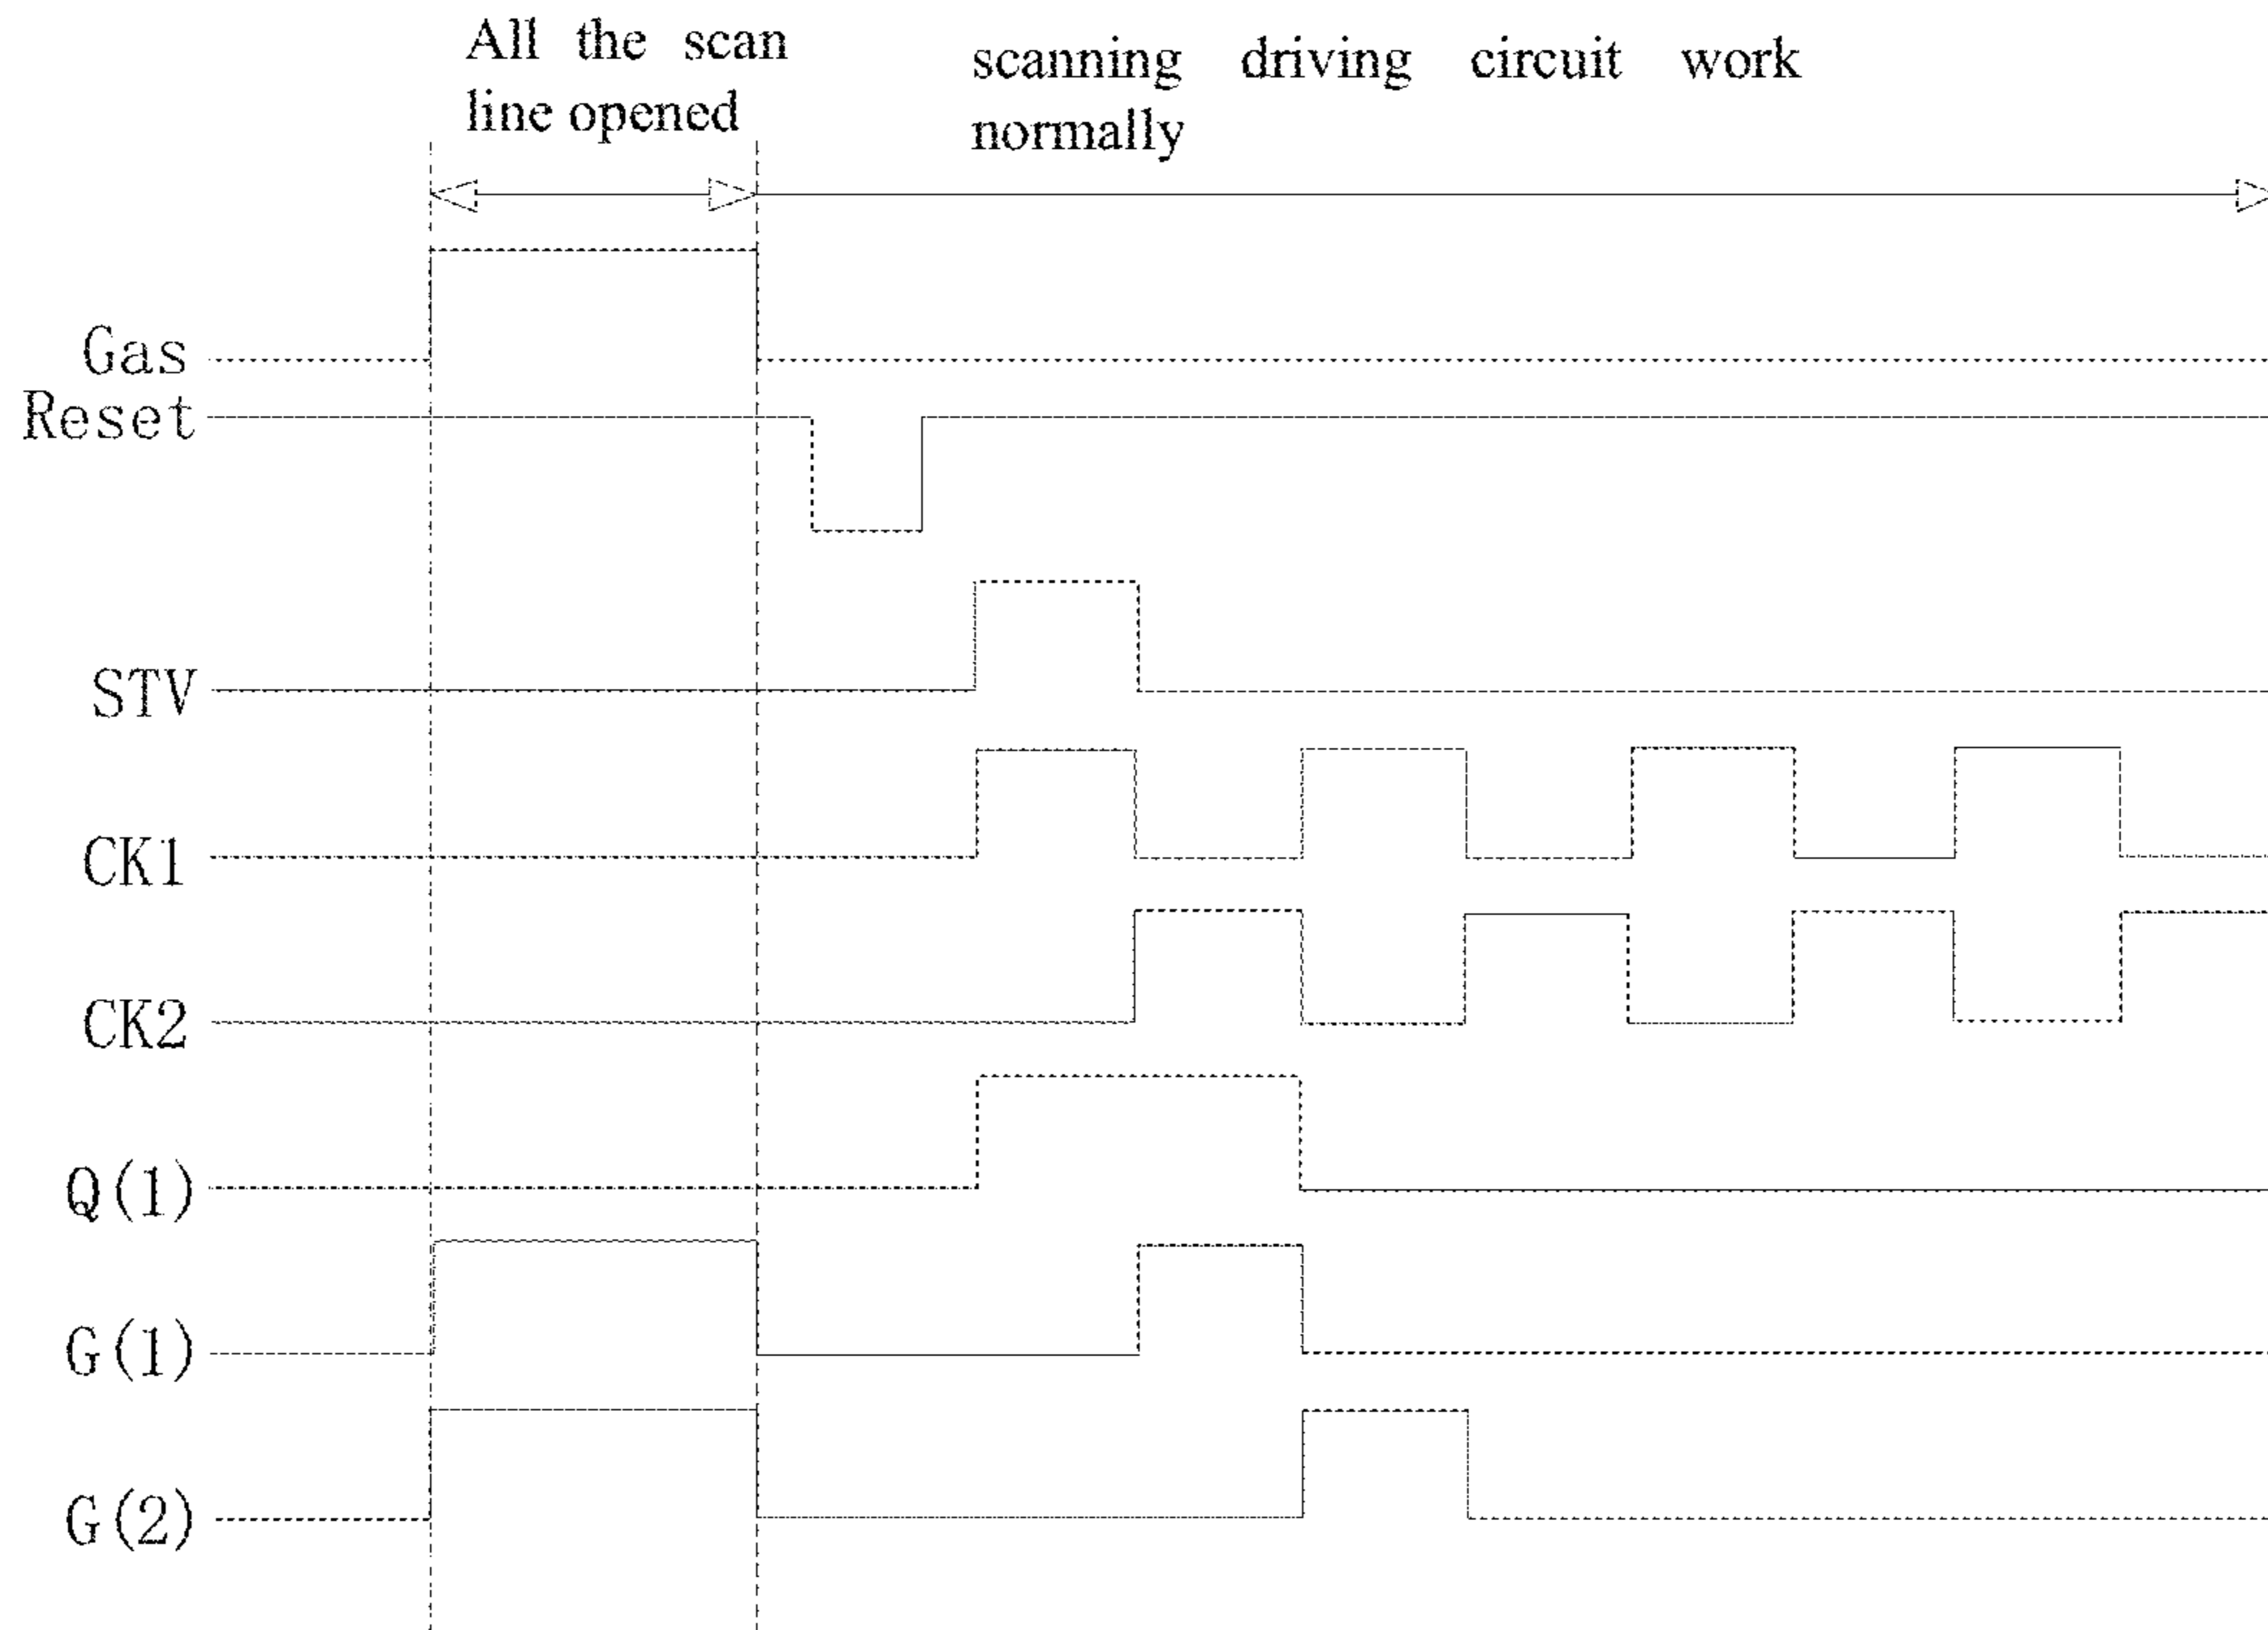 All the scan
line opened
scanning driving circuit work
normally
Gas
Reset
STV
CK1
CK2
Q(1)
G(1)
G(2)